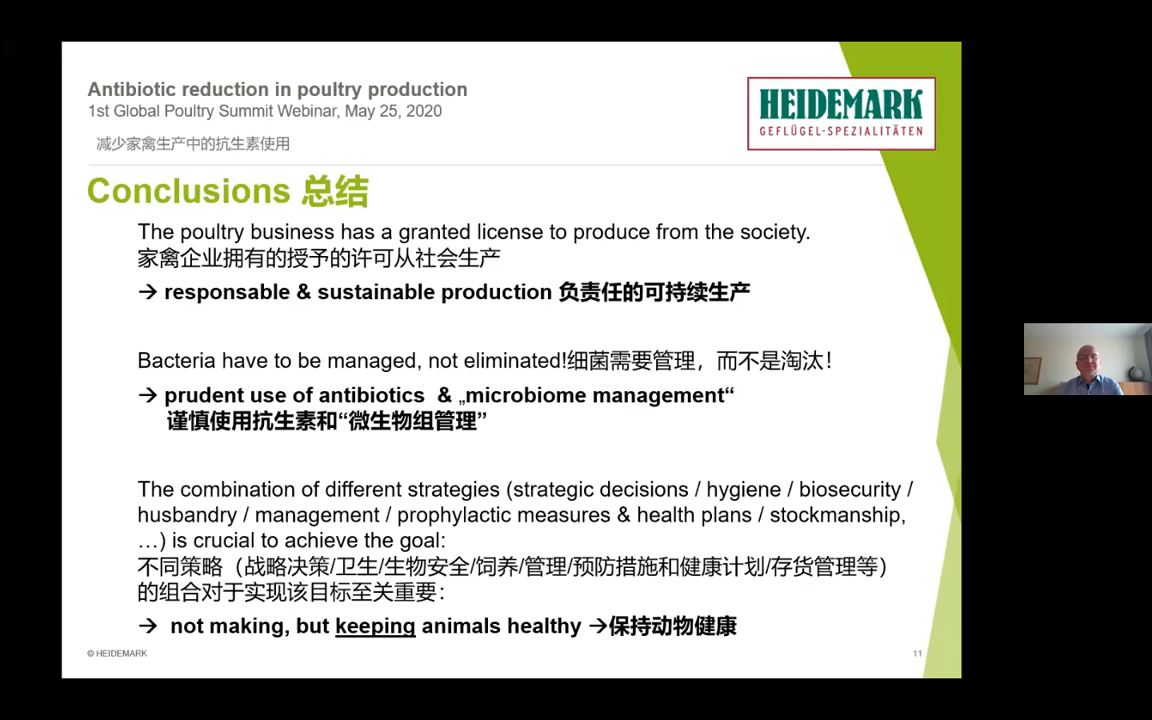 Antibiotic reduction in poultry production
1st Global Poultry Summit Webinar, May 25, 2020
减少家禽生产中的抗生素使用
HEIDEMARK
GEFLÜGEL-SPEZIALITÄTEN
Conclusions 总结
The poultry business has a granted license to produce from the society.
家禽企业拥有的授予的许可从社会生产
→ responsable & sustainable production 负责任的可持续生产
Bacteria have to be managed, not eliminated!细菌需要管理，而不是淘汰！
→ prudent use of antibiotics & „microbiome management“
谨慎使用抗生素和“微生物组管理”
The combination of different strategies (strategic decisions / hygiene / biosecurity /
husbandry / management / prophylactic measures & health plans / stockmanship,
…) is crucial to achieve the goal:
不同策略（战略决策/卫生/生物安全/饲养/管理/预防措施和健康计划/存货管理等）
的组合对于实现该目标至关重要：
→ not making, but keeping animals healthy →保持动物健康
© HEIDEMARK
11